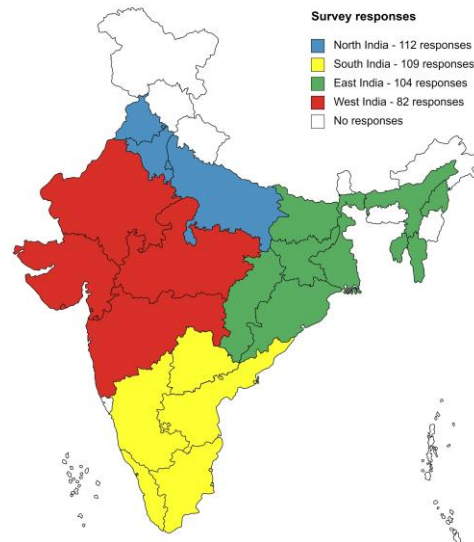 Survey responses
North India - 112 responses
South India - 109 responses
East India - 104 responses
West India - 82 responses
No responses